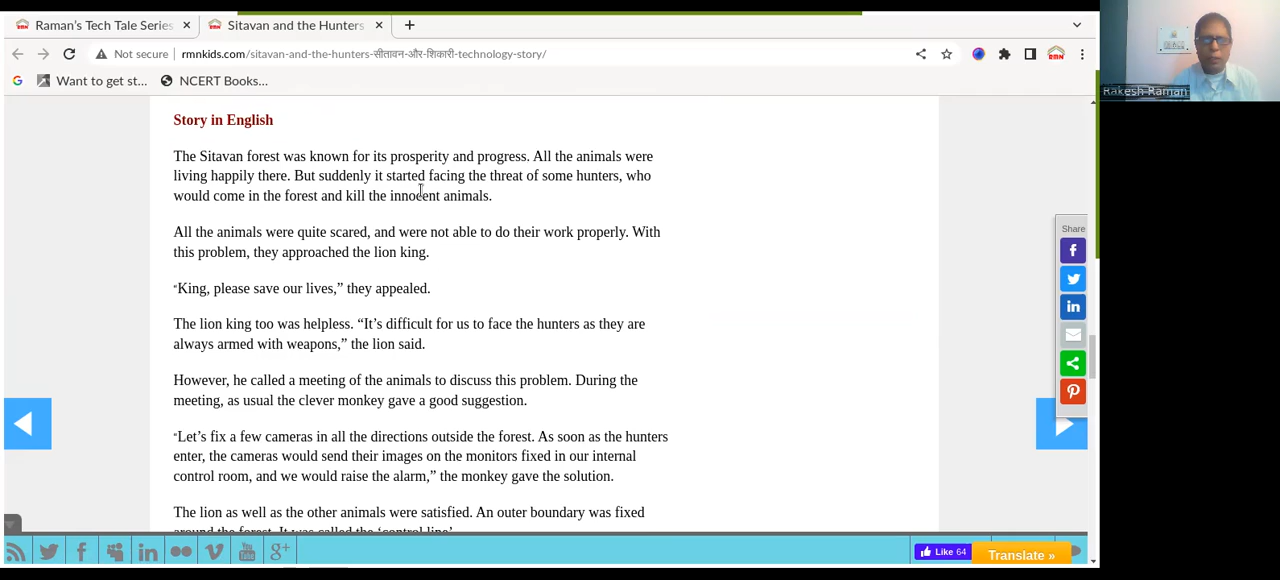 Raman's Tech Tale Series
Sitavan and the Hunters
Not secure
rmnkids.com/sitavan-and-the-hunters-सीतावन-और-शिकारी-technology-story/
RMN
Want to get st...
NCERT Books...
Rakesh Raman
Story in English
The Sitavan forest was known for its prosperity and progress. All the animals were
living happily there. But suddenly it started facing the threat of some hunters, who
would come in the forest and kill the innocent animals.
All the animals were quite scared, and were not able to do their work properly. With
this problem, they approached the lion king.
“King, please save our lives,” they appealed.
The lion king too was helpless. “It’s difficult for us to face the hunters as they are
always armed with weapons,” the lion said.
However, he called a meeting of the animals to discuss this problem. During the
meeting, as usual the clever monkey gave a good suggestion.
“Let’s fix a few cameras in all the directions outside the forest. As soon as the hunters
enter, the cameras would send their images on the monitors fixed in our internal
control room, and we would raise the alarm,” the monkey gave the solution.
The lion as well as the other animals were satisfied. An outer boundary was fixed
around the forest. It was called the ‘control line’
Share
Like 64
Translate »